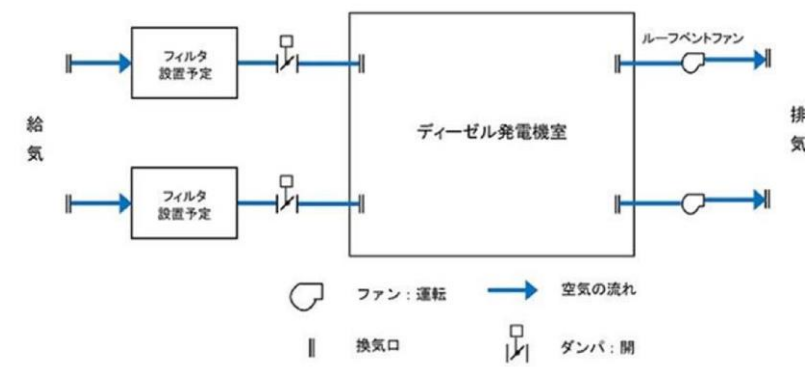 ルーフベントファン
フィルタ
設置予定
給
気
ディーゼル発電機室
排
気
フィルタ
設置予定
ファン：運転
空気の流れ
換気口
ダンパ：開